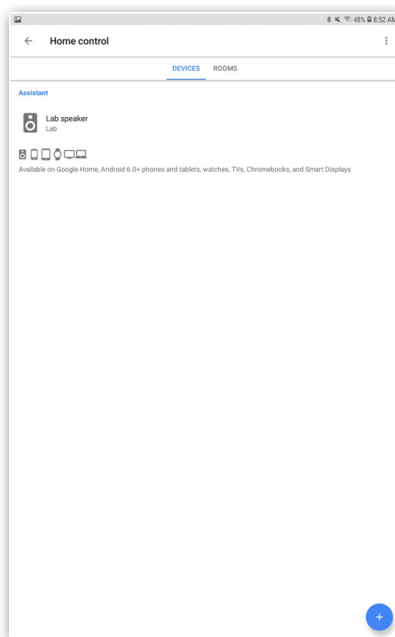 48% 8:52 AM
Home control
DEVICES ROOMS
Assistant
Lab speaker
Lab
Available on Google Home, Android 6.0+ phones and tablets, watches, TVs, Chromebooks, and Smart Displays